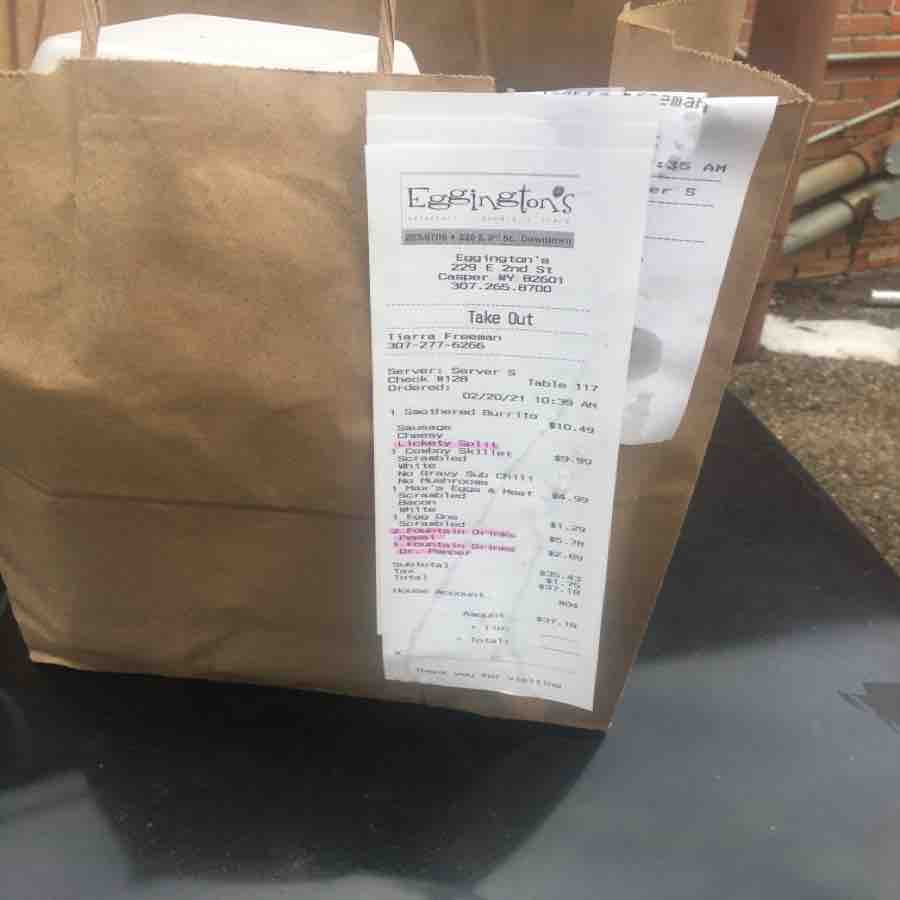 Eggington's
229 E 2nd St
Casper WY 82601
307.265.8700
Take Out
Tiarra Freeman
307-277-6266
Server: Server S
Check #128 Table 117
Ordered: 02/20/21 10:39 AM
1 Smothered Burrito $10.49
Sausage
Cheesy
Lickety Split
1 Cowboy Skillet $9.99
Scrambled
White
No Gravy Sub Chili
No Mushrooms
1 Max's Eggs & Meat $4.99
Scrambled
Bacon
White
1 Egg One $1.29
Scrambled
2 Fountain Drinks $5.78
Pepsi
1 Fountain Drinks $2.89
Dr. Pepper
Subtotal $35.43
Tax $1.75
Total $37.18
House Account
Amount: $37.18
+ Tip:
= Total:
X
Thank you for visiting
eeman
:35 AM
er S